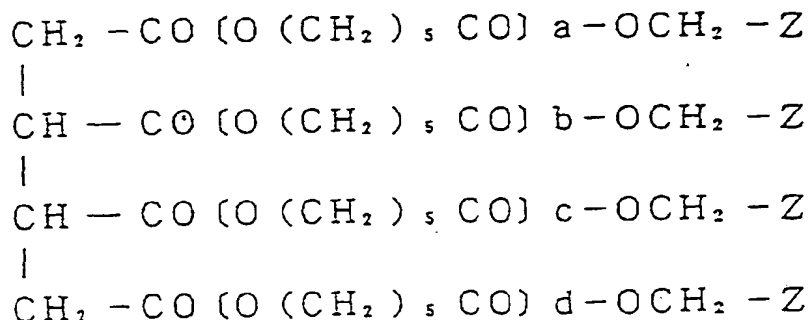 CH₂ －CO〔O（CH₂）₅ CO〕a－OCH₂－Z
|
CH － CO〔O（CH₂）₅ CO〕b－OCH₂－Z
|
CH － CO〔O（CH₂）₅ CO〕c－OCH₂－Z
|
CH₂ －CO〔O（CH₂）₅ CO〕d－OCH₂－Z